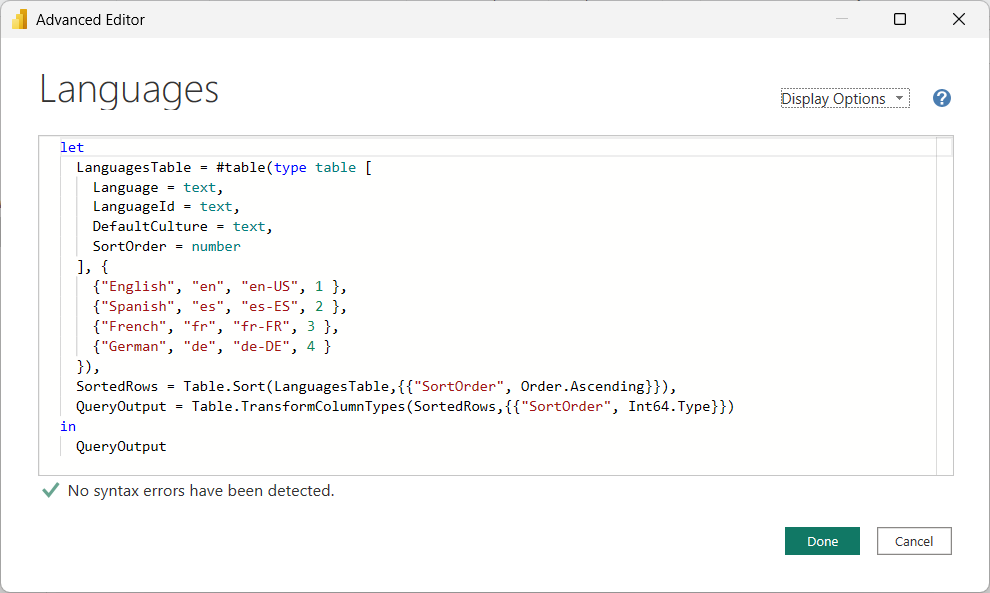 Advanced Editor
Languages
Display Options
?
let
LanguagesTable = #table(type table [
Language = text,
LanguageId = text,
DefaultCulture = text,
SortOrder = number
], {
{"English", "en", "en-US", 1 },
{"Spanish", "es", "es-ES", 2 },
{"French", "fr", "fr-FR", 3 },
{"German", "de", "de-DE", 4 }
}),
SortedRows = Table.Sort(LanguagesTable,{{"SortOrder", Order.Ascending}}),
QueryOutput = Table.TransformColumnTypes(SortedRows,{{"SortOrder", Int64.Type}})
in
QueryOutput
No syntax errors have been detected.
Done Cancel